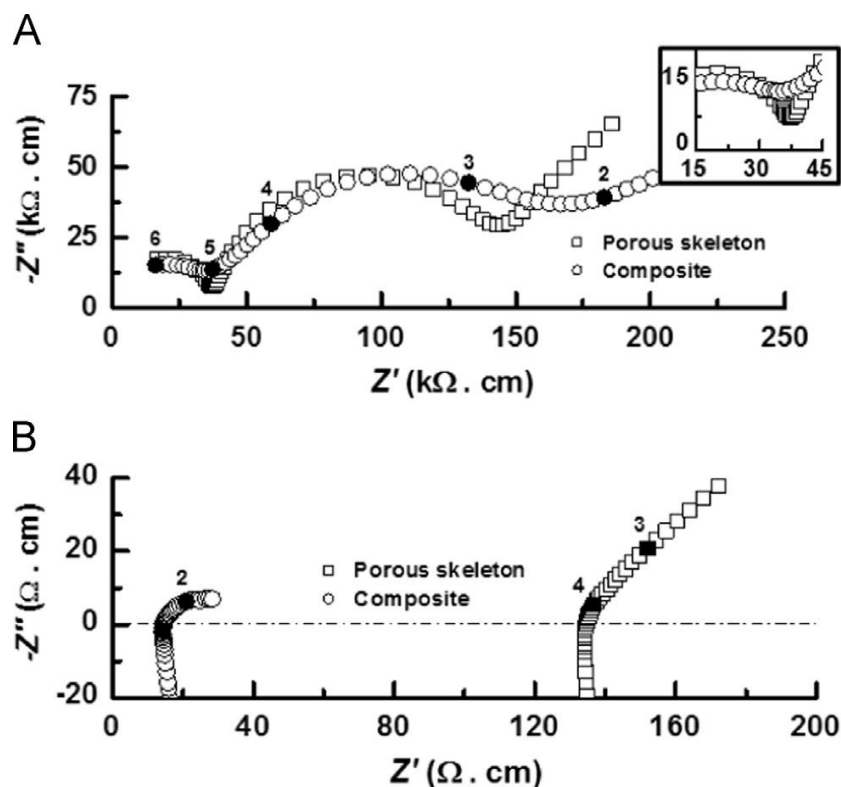 A
75
50
25
0
-Z″ (kΩ . cm)
6
5
4
3
2
□ Porous skeleton
○ Composite
15
0
15 30 45
0 50 100 150 200 250
Z′ (kΩ . cm)
B
40
20
0
-20
-Z″ (Ω . cm)
2
□ Porous skeleton
○ Composite
3
4
0 40 80 120 160 200
Z′ (Ω . cm)